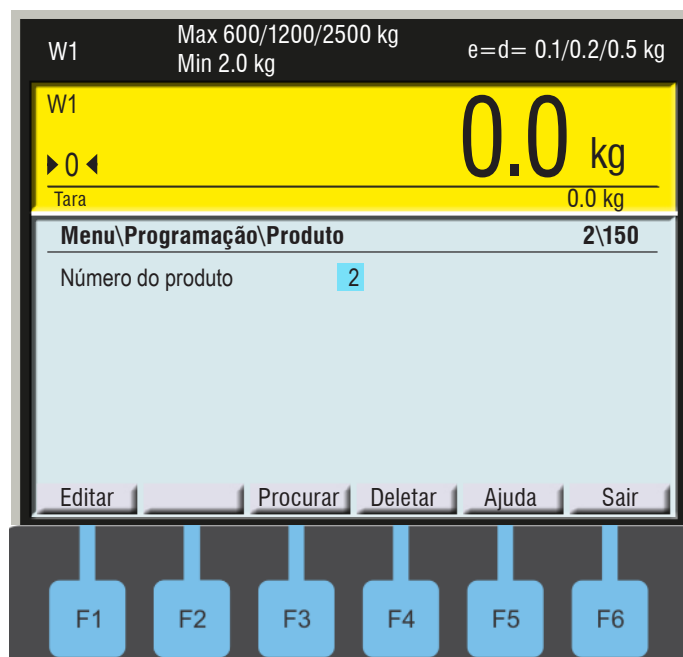 W1 Max 600/1200/2500 kg e=d= 0.1/0.2/0.5 kg
Min 2.0 kg
W1
0.0 kg
0
Tara 0.0 kg
Menu\Programação\Produto 2\150
Número do produto 2
Editar Procurar Deletar Ajuda Sair
F1 F2 F3 F4 F5 F6